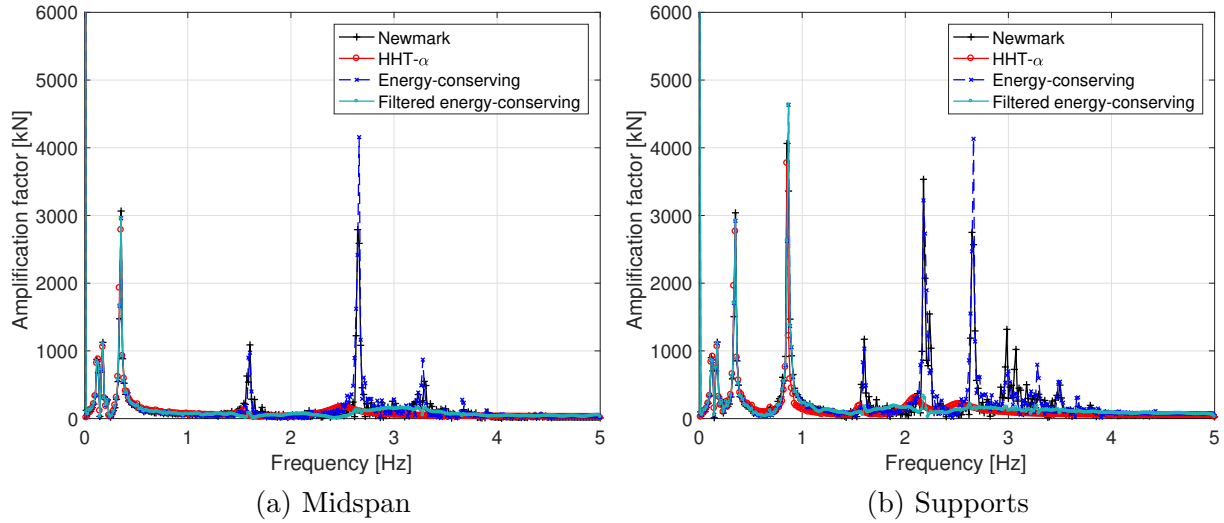 6000
5000
4000
3000
2000
1000
0
Amplification factor [kN]
Newmark
HHT-α
Energy-conserving
Filtered energy-conserving
0 1 2 3 4 5
Frequency [Hz]
(a) Midspan
6000
5000
4000
3000
2000
1000
0
Amplification factor [kN]
Newmark
HHT-α
Energy-conserving
Filtered energy-conserving
0 1 2 3 4 5
Frequency [Hz]
(b) Supports